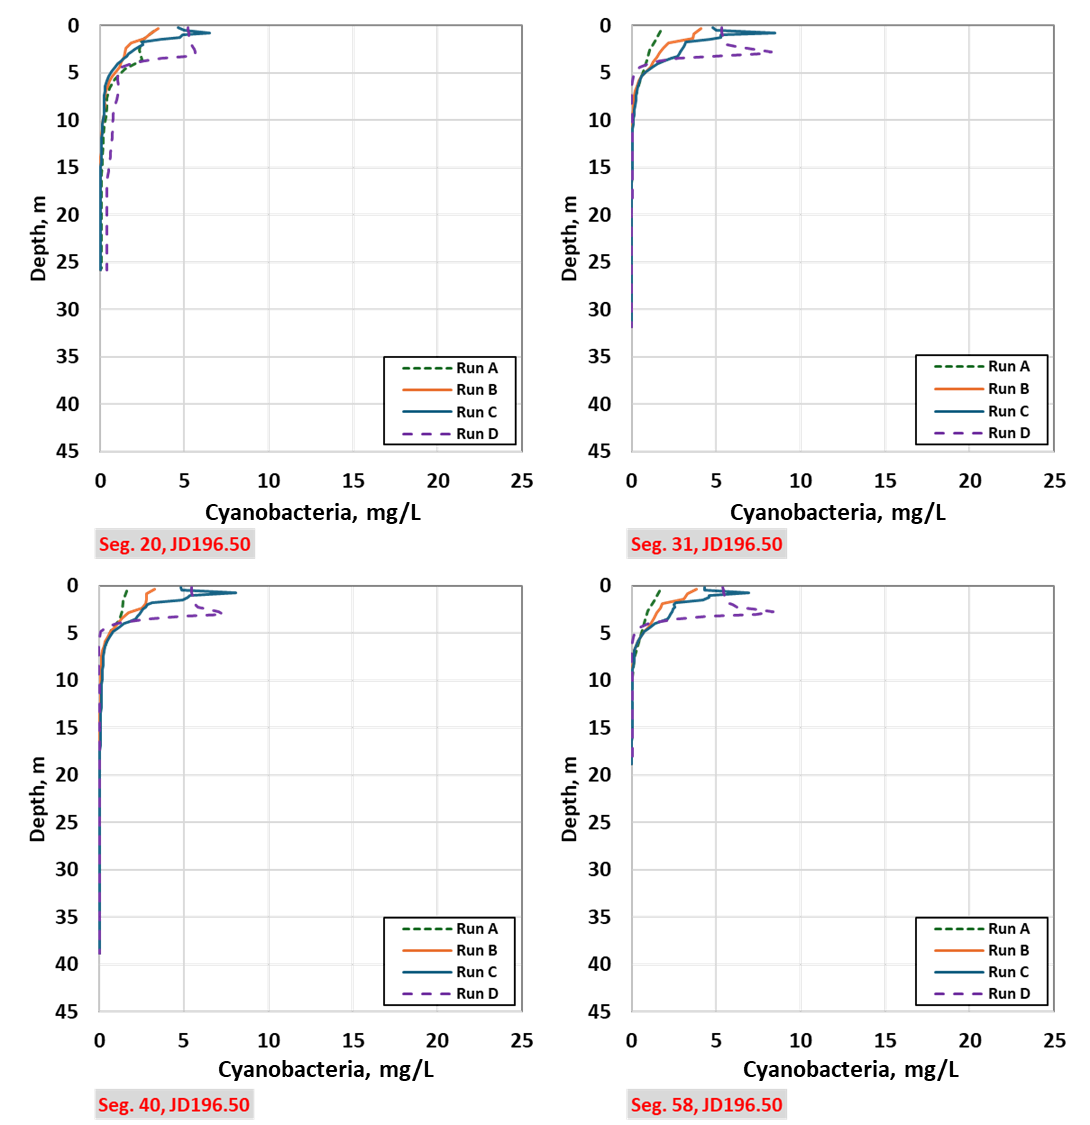 0
5
10
15
20
25
30
35
40
45
Depth, m
Run A
Run B
Run C
Run D
0 5 10 15 20 25
Cyanobacteria, mg/L
Seg. 20, JD196.50
0
5
10
15
20
25
30
35
40
45
Depth, m
Run A
Run B
Run C
Run D
0 5 10 15 20 25
Cyanobacteria, mg/L
Seg. 31, JD196.50
0
5
10
15
20
25
30
35
40
45
Depth, m
Run A
Run B
Run C
Run D
0 5 10 15 20 25
Cyanobacteria, mg/L
Seg. 40, JD196.50
0
5
10
15
20
25
30
35
40
45
Depth, m
Run A
Run B
Run C
Run D
0 5 10 15 20 25
Cyanobacteria, mg/L
Seg. 58, JD196.50